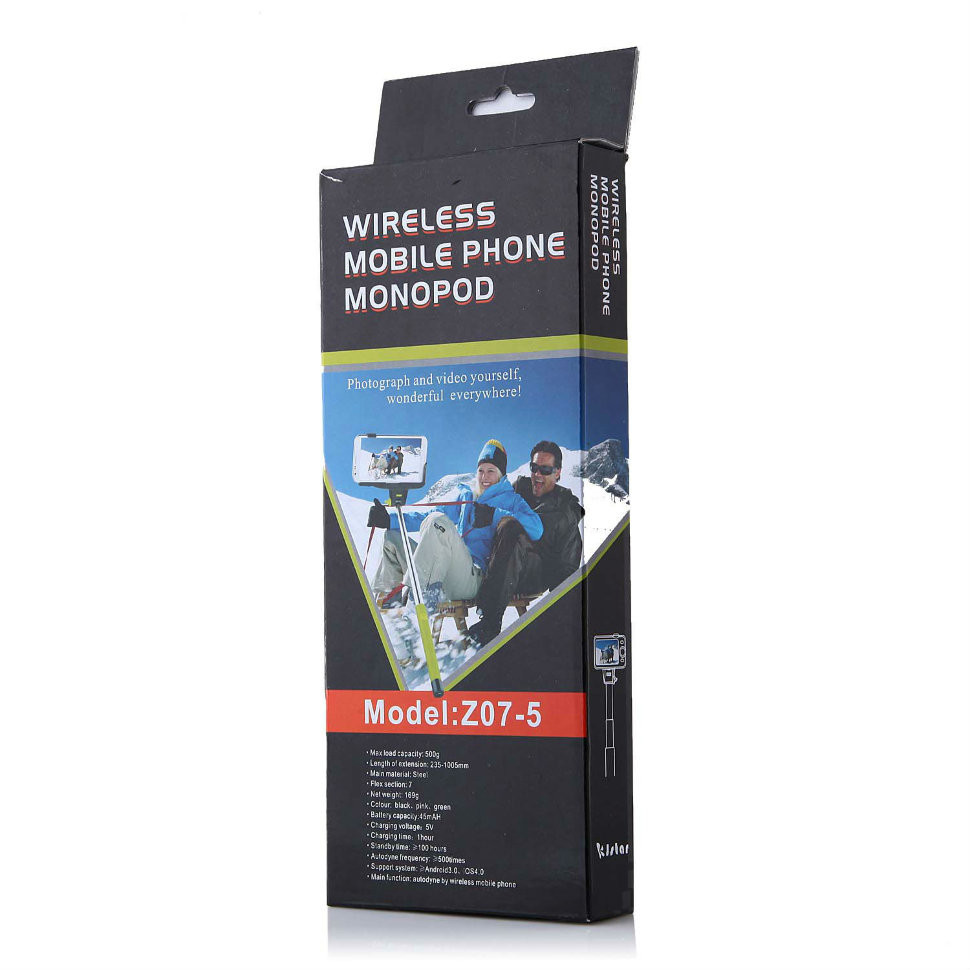 WIRELESS
MOBILE PHONE
MONOPOD
Photograph and video yourself,
wonderful everywhere!
Model:Z07-5
· Max load capacity: 500g
· Length of extension: 235-1005mm
· Main material: Steel
· Flex section: 7
· Net weight: 169g
· Colour: black、pink、green
· Battery capacity:45mAH
· Charging voltage: 5V
· Charging time: 1hour
· Standby time: ≥100 hours
· Autodyne frequency: ≥500times
· Support system: ≥Android3.0、IOS4.0
· Main function: autodyne by wireless mobile phone
WIRELESS
MOBILE PHONE
MONOPOD
Kjstar